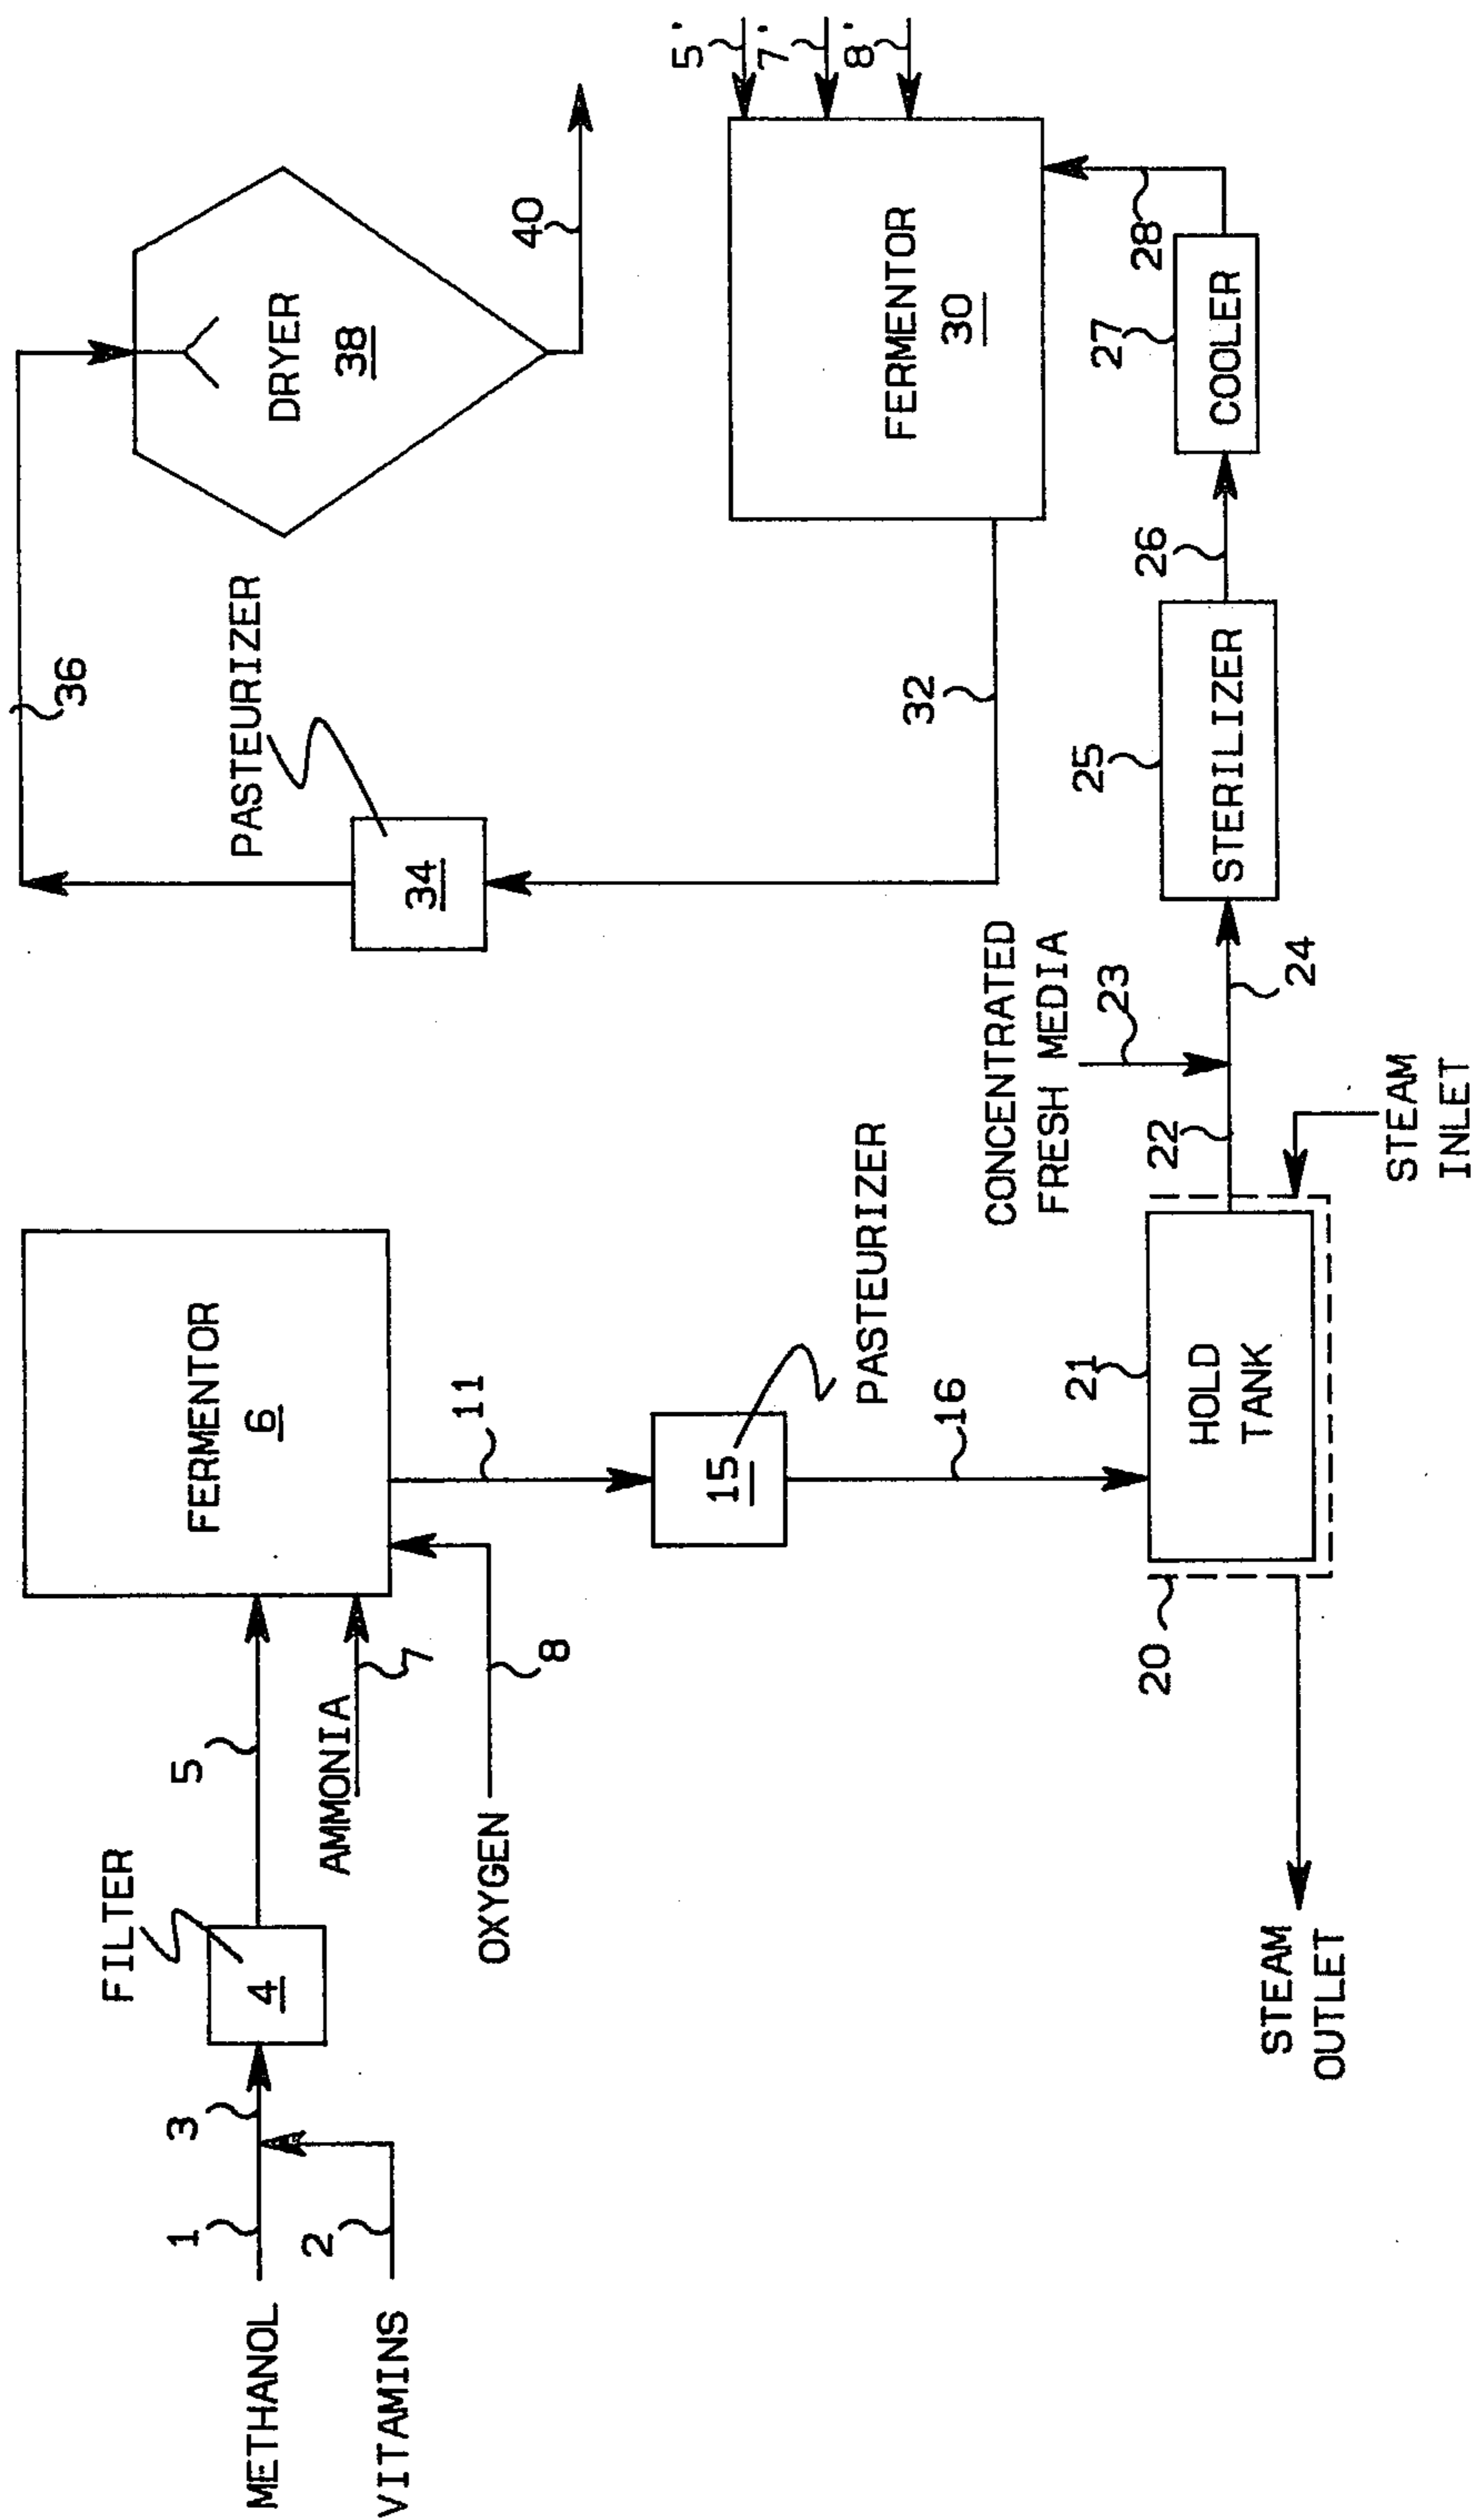 METHANOL
1
VITAMINS
2
3
FILTER
4
5
AMMONIA
7
OXYGEN
8
FERMENTOR
6
11
15
PASTEURIZER
16
20
21
HOLD
TANK
STEAM
OUTLET
STEAM
INLET
22
CONCENTRATED
FRESH MEDIA
23
24
25
STERILIZER
26
27
COOLER
28
FERMENTOR
30
5'
7'
8'
32
34
PASTEURIZER
36
DRYER
38
40